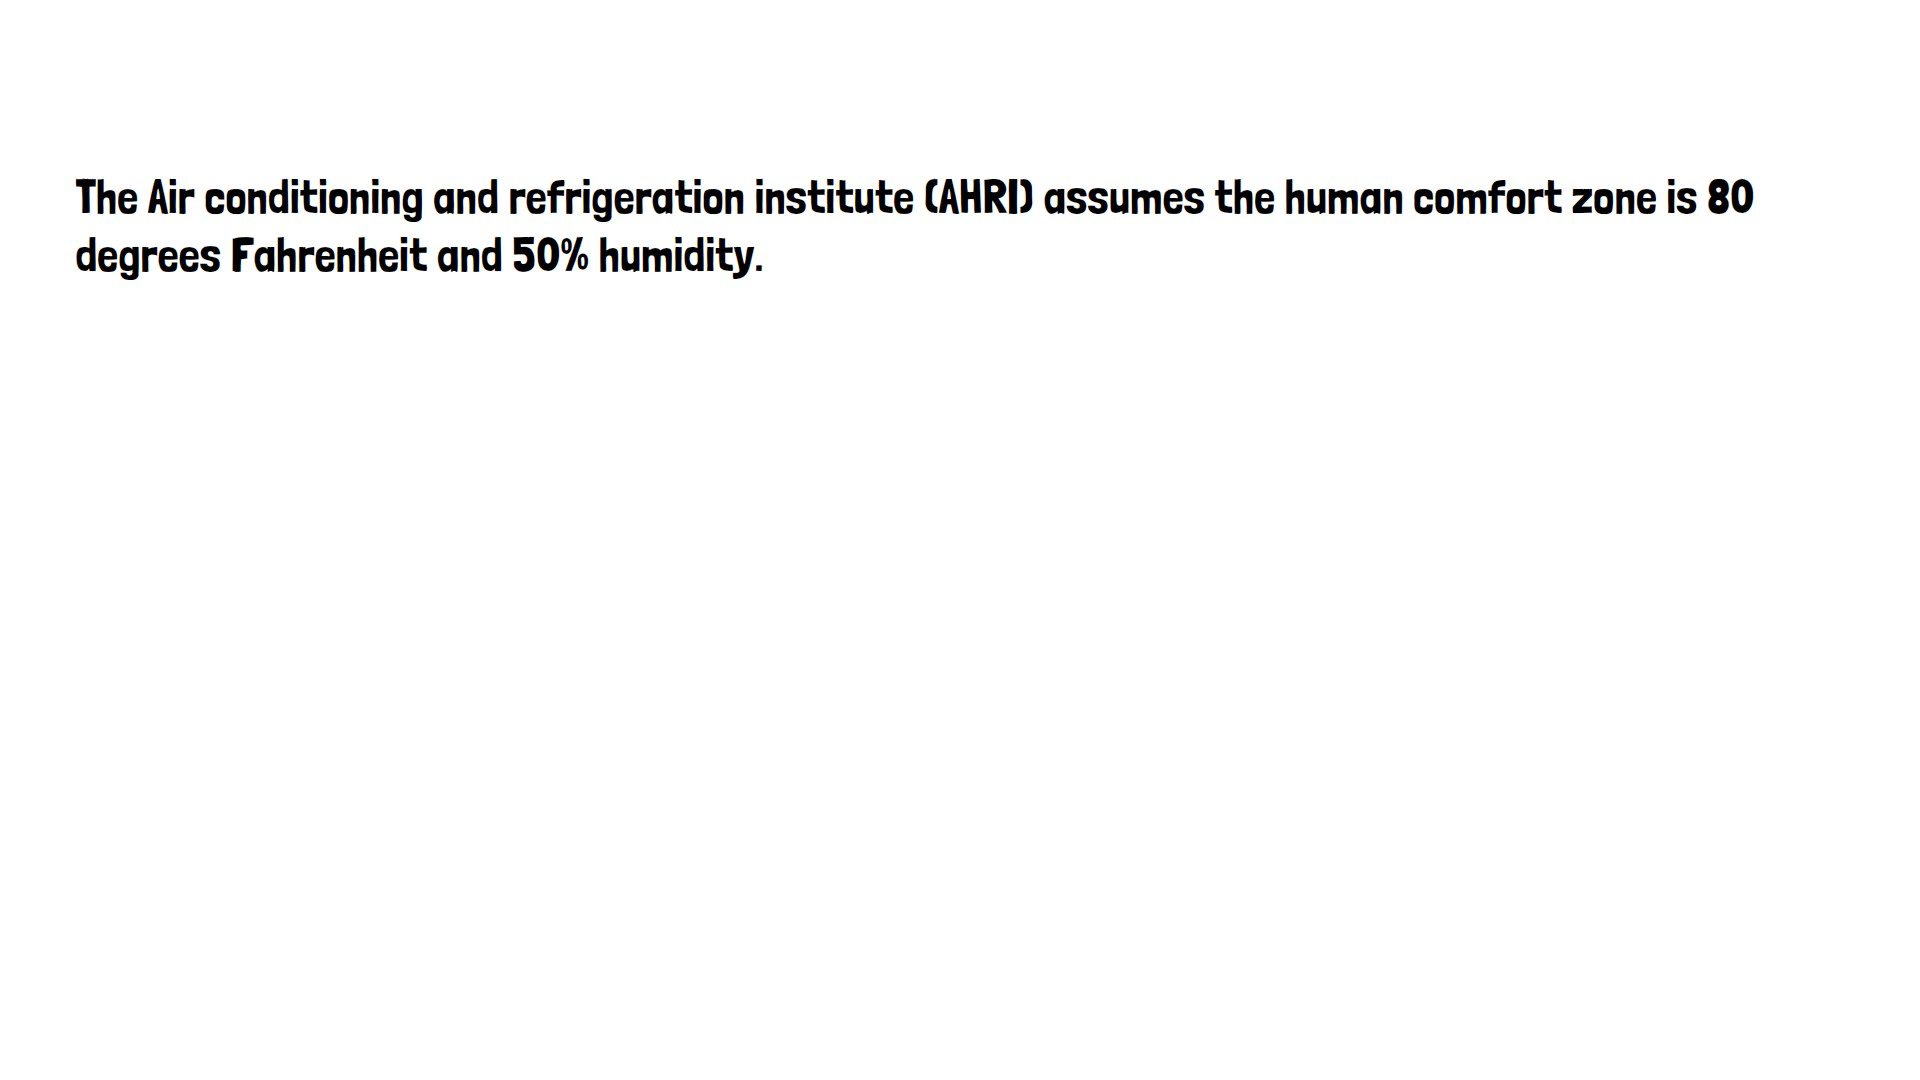 The Air conditioning and refrigeration institute (AHRI) assumes the human comfort zone is 80
degrees Fahrenheit and 50% humidity.